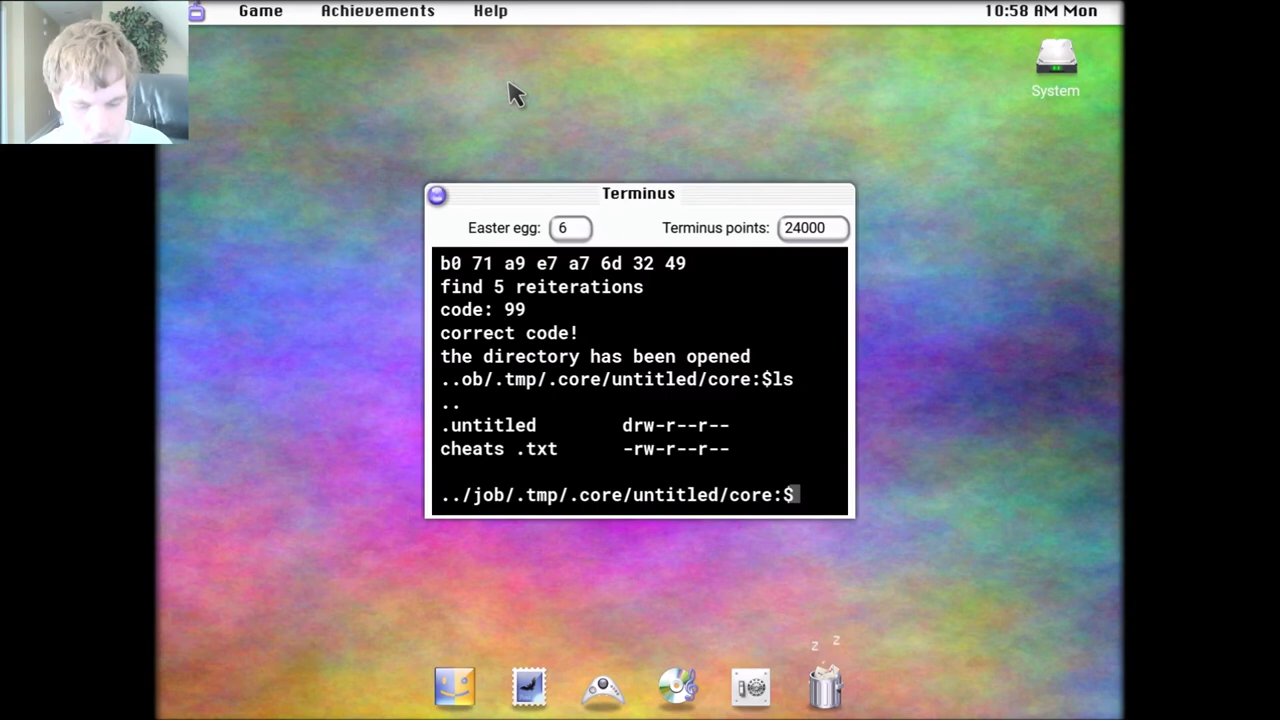 Game Achievements Help 10:58 AM Mon
System
Terminus
Easter egg: 6 Terminus points: 24000
b0 71 a9 e7 a7 6d 32 49
find 5 reiterations
code: 99
correct code!
the directory has been opened
..ob/.tmp/.core/untitled/core:$ls
..
.untitled drw-r--r--
cheats .txt -rw-r--r--
../job/.tmp/.core/untitled/core:$
z z